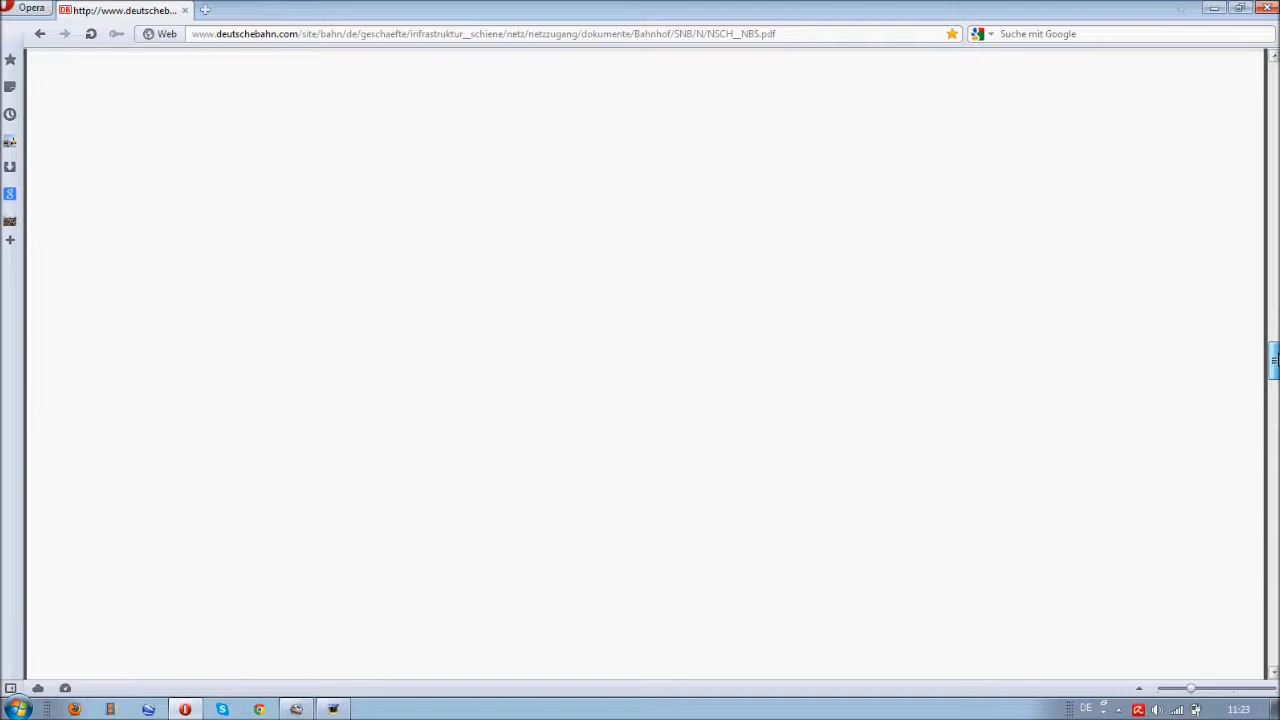 Opera
DB http://www.deutscheb...
Web
www.deutschebahn.com/site/bahn/de/geschaefte/infrastruktur__schiene/netz/netzzugang/dokumente/Bahnhof/SNB/N/NSCH__NBS.pdf
Suche mit Google
DE
11:23